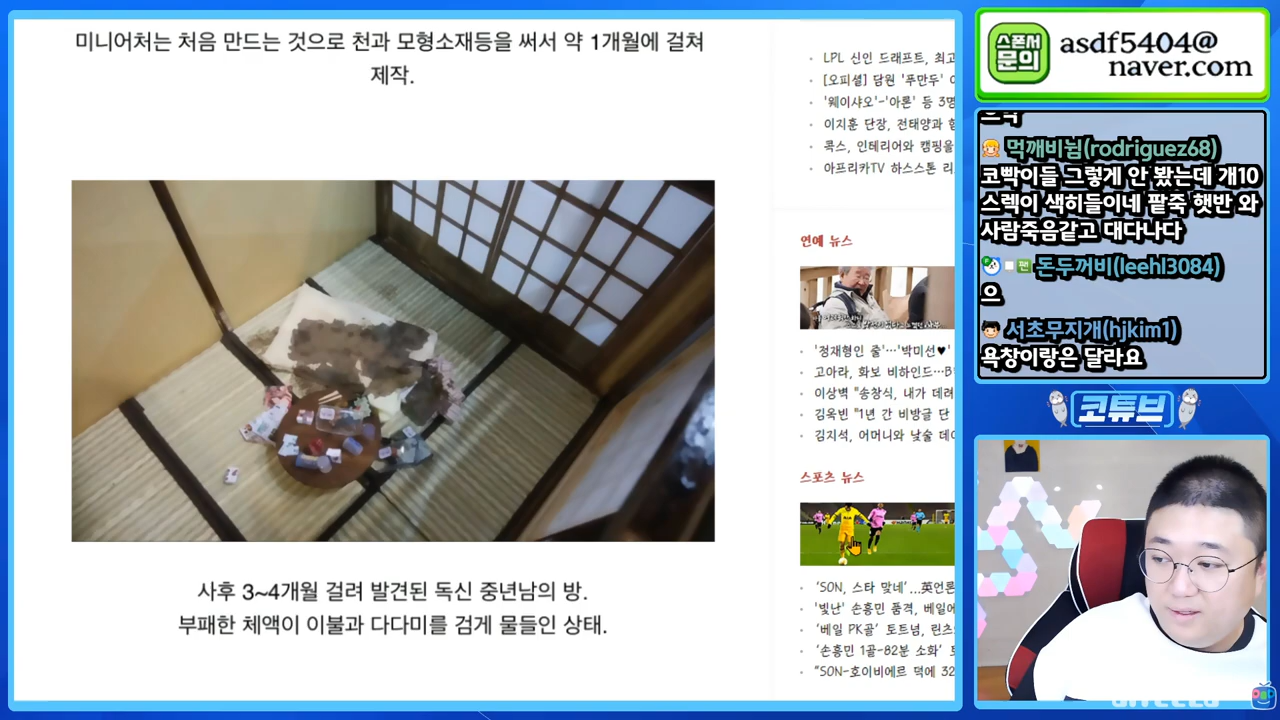 미니어처는 처음 만드는 것으로 천과 모형소재등을 써서 약 1개월에 걸쳐
제작.
사후 3~4개월 걸려 발견된 독신 중년남의 방.
부패한 체액이 이불과 다다미를 검게 물들인 상태.
LPL 신인 드래프트, 최고
[오피셜] 담원 '푸만두'
'웨이샤오'-'아론' 등 3명
이지훈 단장, 전태양과 함
콕스, 인테리어와 캠핑을
아프리카TV 하스스톤 리
연예 뉴스
'정재형인 줄'…'박미선♥'
고아라, 화보 비하인드…
이상벽 "송창식, 내가 데려
김옥빈 "1년 간 비방글 단
김지석, 어머니와 낮술 데
스포츠 뉴스
'SON, 스타 맞네'…英언론
'빛난' 손흥민 품격, 베일에
'베일 PK골' 토트넘, 린츠
'손흥민 1골-82분 소화' 토
"SON-호이비에르 덕에 32
스폰서
문의
asdf5404@
naver.com
먹깨비뉨(rodriguez68)
코빡이들 그렇게 안 봤는데 개10
스렉이 색히들이네 팥죽 햇반 와
사람죽음같고 대다나다
팬 돈두꺼비(leehl3084)
으
서초무지개(hjkim1)
욕창이랑은 달라요
코튜브